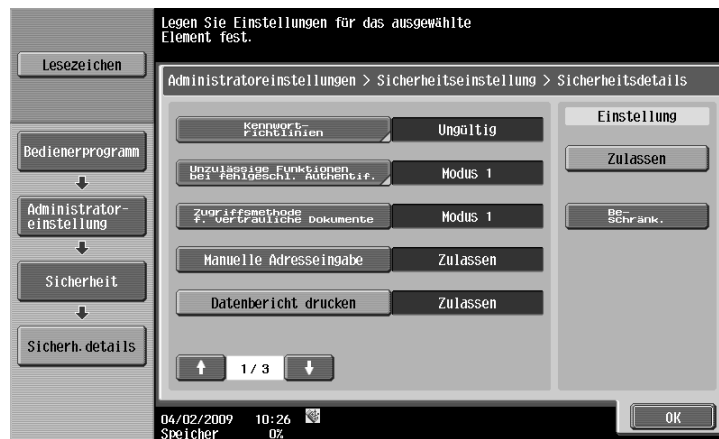 Legen Sie Einstellungen für das ausgewählte
Element fest.
Lesezeichen
Administratoreinstellungen > Sicherheitseinstellung > Sicherheitsdetails
Bedienerprogramm
Administrator-
einstellung
Sicherheit
Sicherh.details
Kennwort-
richtlinien
Ungültig
Unzulässige Funktionen
bei fehlgeschl. Authentif.
Modus 1
Zugriffsmethode
f. vertrauliche Dokumente
Modus 1
Manuelle Adresseingabe
Zulassen
Datenbericht drucken
Zulassen
1/ 3
Einstellung
Zulassen
Be-
schränk.
04/02/2009 10:26
Speicher 0%
OK